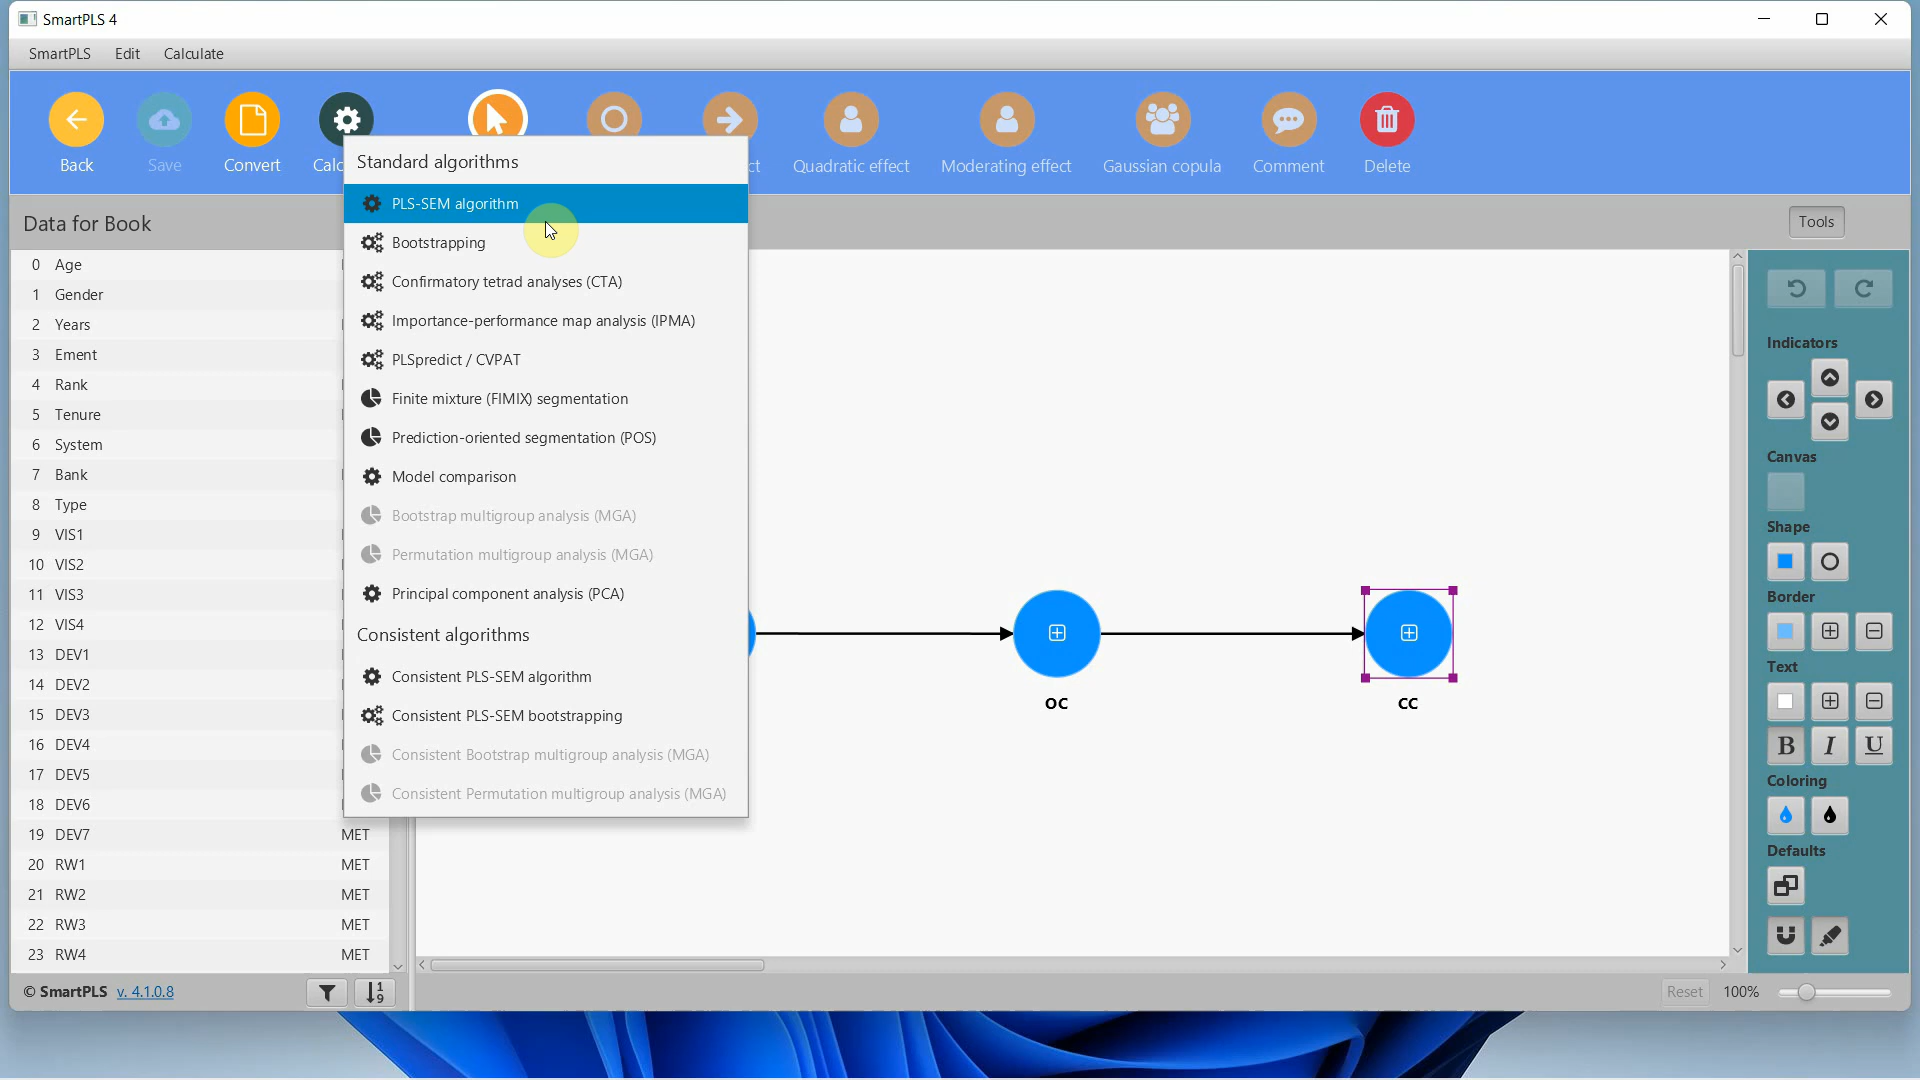 SmartPLS 4
SmartPLS Edit Calculate
Back Save Convert Calc ct Quadratic effect Moderating effect Gaussian copula Comment Delete
Standard algorithms
PLS-SEM algorithm
Bootstrapping
Confirmatory tetrad analyses (CTA)
Importance-performance map analysis (IPMA)
PLSpredict / CVPAT
Finite mixture (FIMIX) segmentation
Prediction-oriented segmentation (POS)
Model comparison
Bootstrap multigroup analysis (MGA)
Permutation multigroup analysis (MGA)
Principal component analysis (PCA)
Consistent algorithms
Consistent PLS-SEM algorithm
Consistent PLS-SEM bootstrapping
Consistent Bootstrap multigroup analysis (MGA)
Consistent Permutation multigroup analysis (MGA)
Data for Book
0 Age
1 Gender
2 Years
3 Ement
4 Rank
5 Tenure
6 System
7 Bank
8 Type
9 VIS1
10 VIS2
11 VIS3
12 VIS4
13 DEV1
14 DEV2
15 DEV3
16 DEV4
17 DEV5
18 DEV6
19 DEV7 MET
20 RW1 MET
21 RW2 MET
22 RW3 MET
23 RW4 MET
OC
CC
Tools
Indicators
Canvas
Shape
Border
Text
B I U
Coloring
Defaults
© SmartPLS v. 4.1.0.8
1
9
Reset 100%